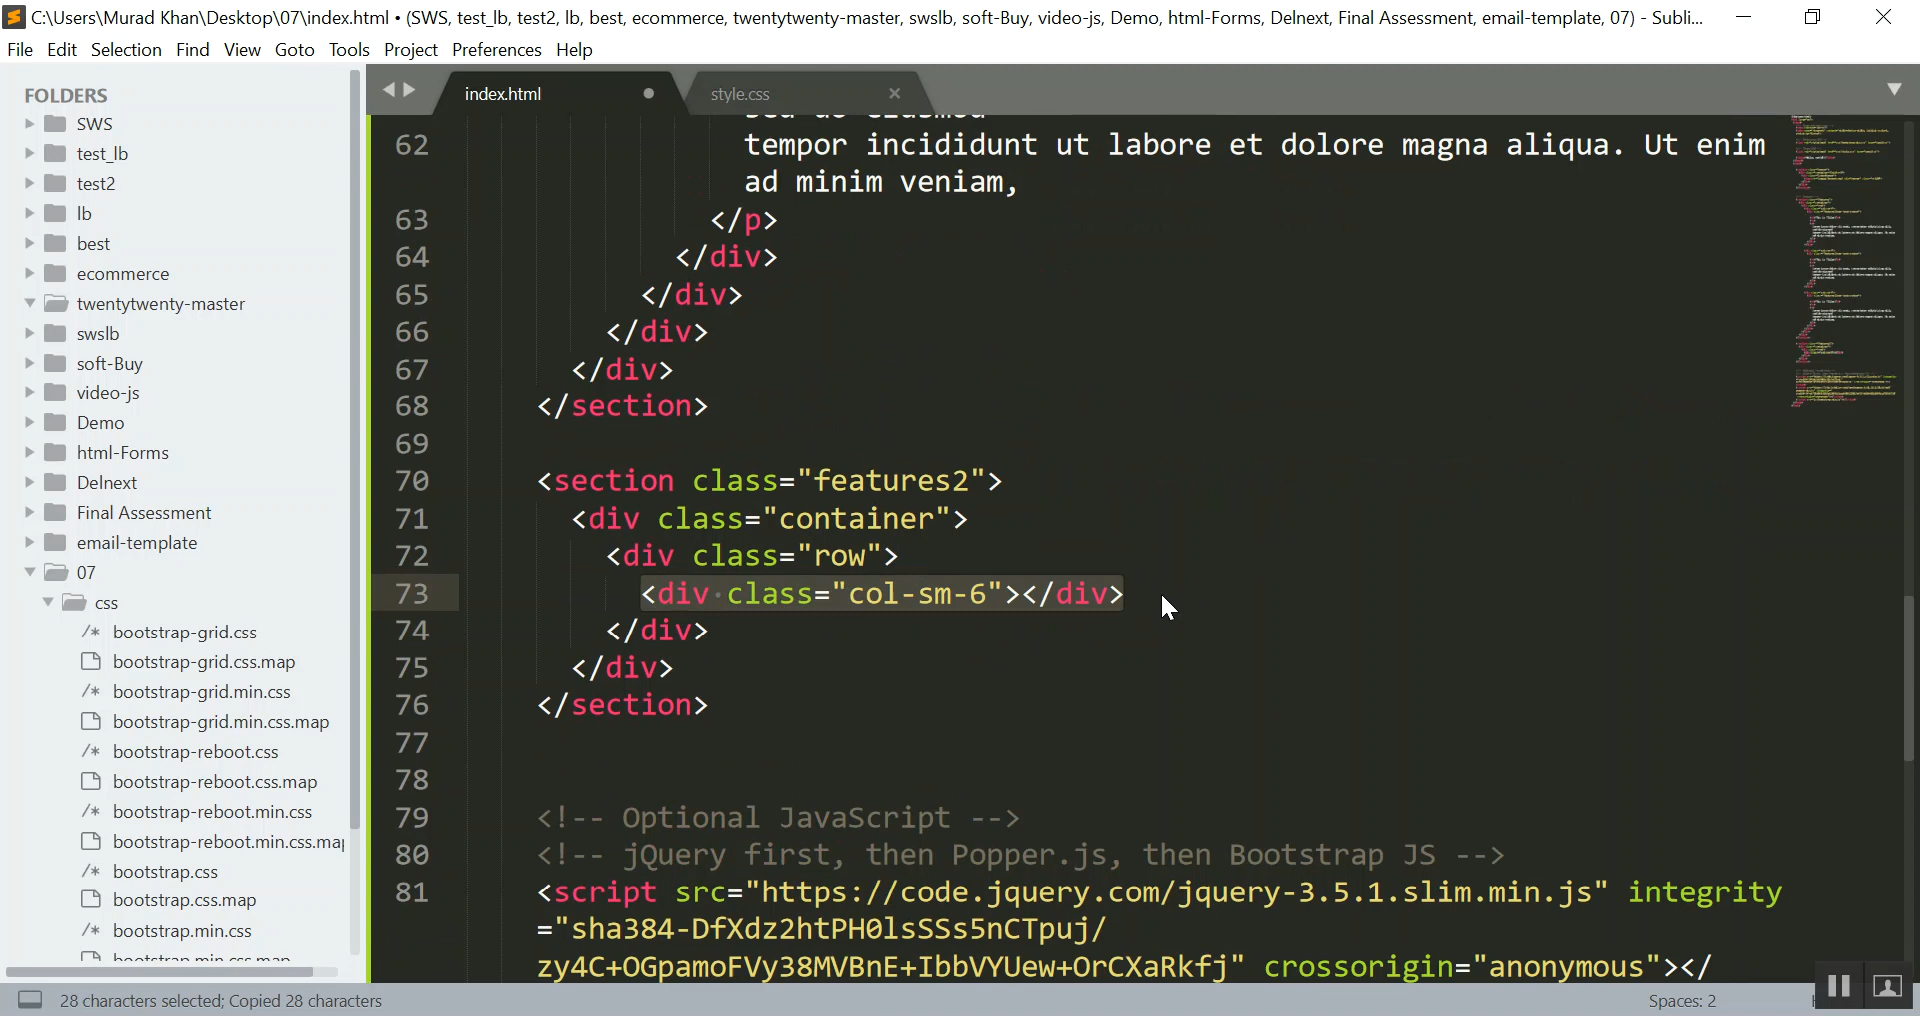 C:\Users\Murad Khan\Desktop\07\index.html • (SWS, test_lb, test2, lb, best, ecommerce, twentytwenty-master, swslb, soft-Buy, video-js, Demo, html-Forms, Delnext, Final Assessment, email-template, 07) - Subli...
File Edit Selection Find View Goto Tools Project Preferences Help
FOLDERS
SWS
test_lb
test2
lb
best
ecommerce
twentytwenty-master
swslb
soft-Buy
video-js
Demo
html-Forms
Delnext
Final Assessment
email-template
07
css
/* bootstrap-grid.css
bootstrap-grid.css.map
/* bootstrap-grid.min.css
bootstrap-grid.min.css.map
/* bootstrap-reboot.css
bootstrap-reboot.css.map
/* bootstrap-reboot.min.css
bootstrap-reboot.min.css.map
/* bootstrap.css
bootstrap.css.map
/* bootstrap.min.css
bootstrap.min.css.map
index.html
style.css
sed do eiusmod
62 tempor incididunt ut labore et dolore magna aliqua. Ut enim
ad minim veniam,
63 </p>
64 </div>
65 </div>
66 </div>
67 </div>
68 </section>
69
70 <section class="features2">
71 <div class="container">
72 <div class="row">
73 <div class="col-sm-6"></div>
74 </div>
75 </div>
76 </section>
77
78
79 <!-- Optional JavaScript -->
80 <!-- jQuery first, then Popper.js, then Bootstrap JS -->
81 <script src="https://code.jquery.com/jquery-3.5.1.slim.min.js" integrity
="sha384-DfXdz2htPH0lsSSs5nCTpuj/
zy4C+OGpamoFVy38MVBnE+IbbVYUew+OrCXaRkfj" crossorigin="anonymous"></
28 characters selected; Copied 28 characters
Spaces: 2